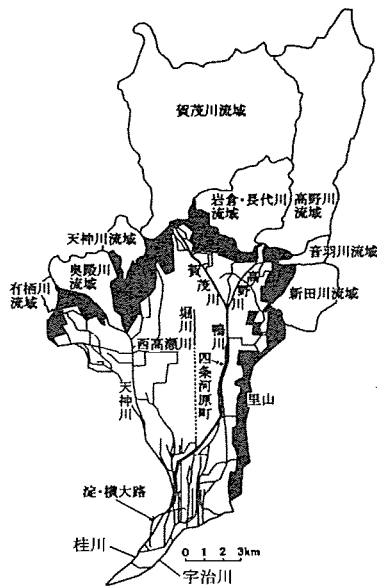 賀茂川流域
岩倉・長代川
流域
高野川
流域
天神川流域
音羽川流域
奥殿川
流域
有栖川
流域
新田川流域
賀茂川
高野川
堀川
鴨川
西高瀬川
四条河原町
天神川
里山
淀・横大路
桂川
0 1 2 3km
宇治川